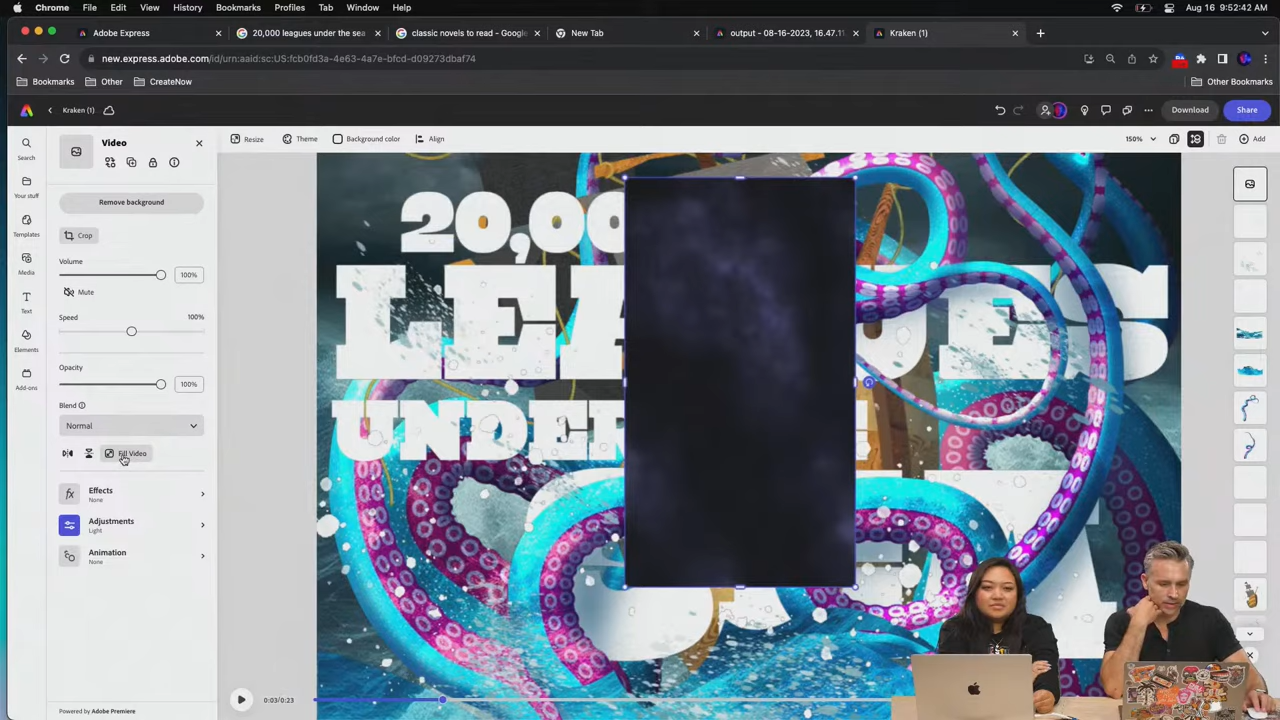 Chrome File Edit View History Bookmarks Profiles Tab Window Help Aug 16 9:52:42 AM
Adobe Express 20,000 leagues under the sea classic novels to read - Google New Tab output - 08-16-2023, 16.47.11 Kraken (1)
new.express.adobe.com/id/urn:aaid:sc:US:fcb0fd3a-4e63-4a7e-bfcd-d09273dbaf74
Bookmarks Other CreateNow Other Bookmarks
Kraken (1) Download Share
Video Resize Theme Background color Align 150% Add
Search
Your stuff
Templates
Media
Text
Elements
Add-ons
Remove background
Crop
Volume
100%
Mute
Speed 100%
Opacity
100%
Blend
Normal
Fill Video
Effects
None
Adjustments
Light
Animation
None
20,00
LEA UES
UNDER
0:03/0:23
Powered by Adobe Premiere